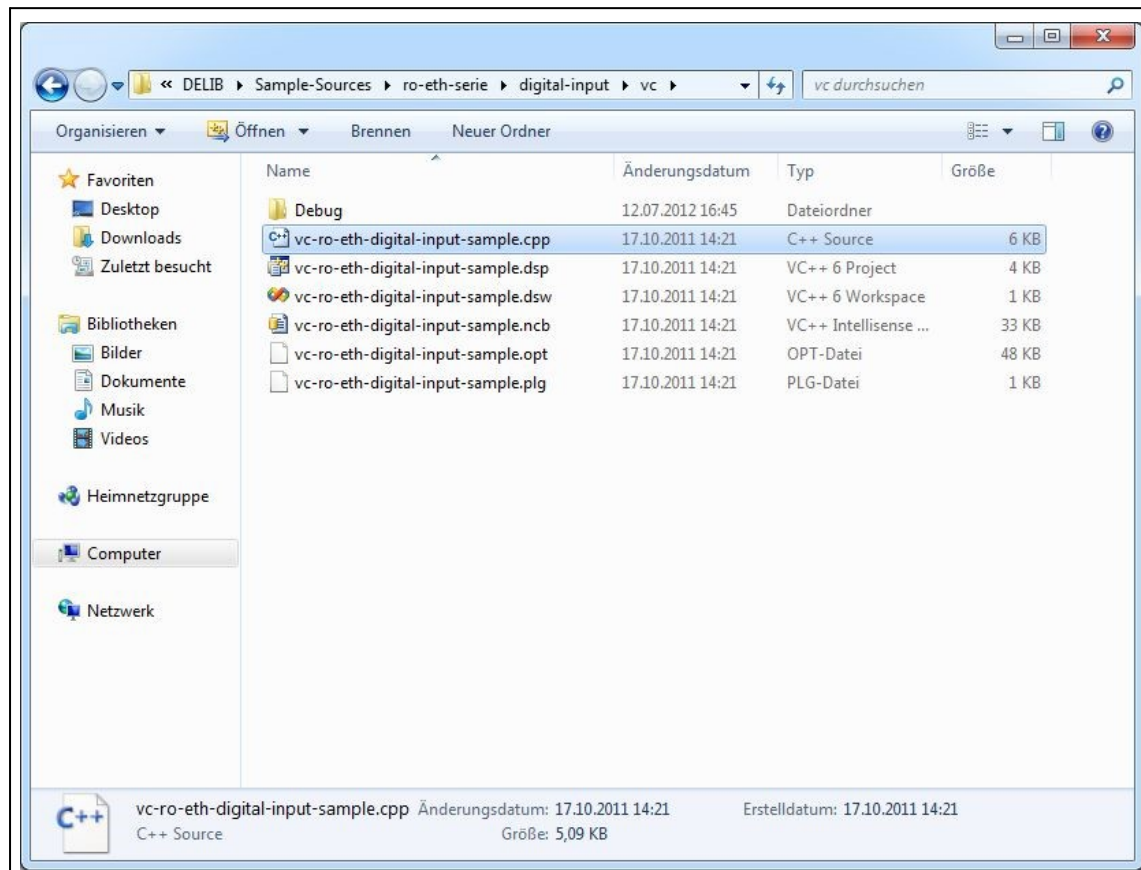 « DELIB ▸ Sample-Sources ▸ ro-eth-serie ▸ digital-input ▸ vc ▸ vc durchsuchen
Organisieren Öffnen Brennen Neuer Ordner
Favoriten
Desktop
Downloads
Zuletzt besucht
Bibliotheken
Bilder
Dokumente
Musik
Videos
Heimnetzgruppe
Computer
Netzwerk
Name Änderungsdatum Typ Größe
Debug 12.07.2012 16:45 Dateiordner
vc-ro-eth-digital-input-sample.cpp 17.10.2011 14:21 C++ Source 6 KB
vc-ro-eth-digital-input-sample.dsp 17.10.2011 14:21 VC++ 6 Project 4 KB
vc-ro-eth-digital-input-sample.dsw 17.10.2011 14:21 VC++ 6 Workspace 1 KB
vc-ro-eth-digital-input-sample.ncb 17.10.2011 14:21 VC++ Intellisense ... 33 KB
vc-ro-eth-digital-input-sample.opt 17.10.2011 14:21 OPT-Datei 48 KB
vc-ro-eth-digital-input-sample.plg 17.10.2011 14:21 PLG-Datei 1 KB
C++
vc-ro-eth-digital-input-sample.cpp Änderungsdatum: 17.10.2011 14:21 Erstelldatum: 17.10.2011 14:21
C++ Source Größe: 5,09 KB